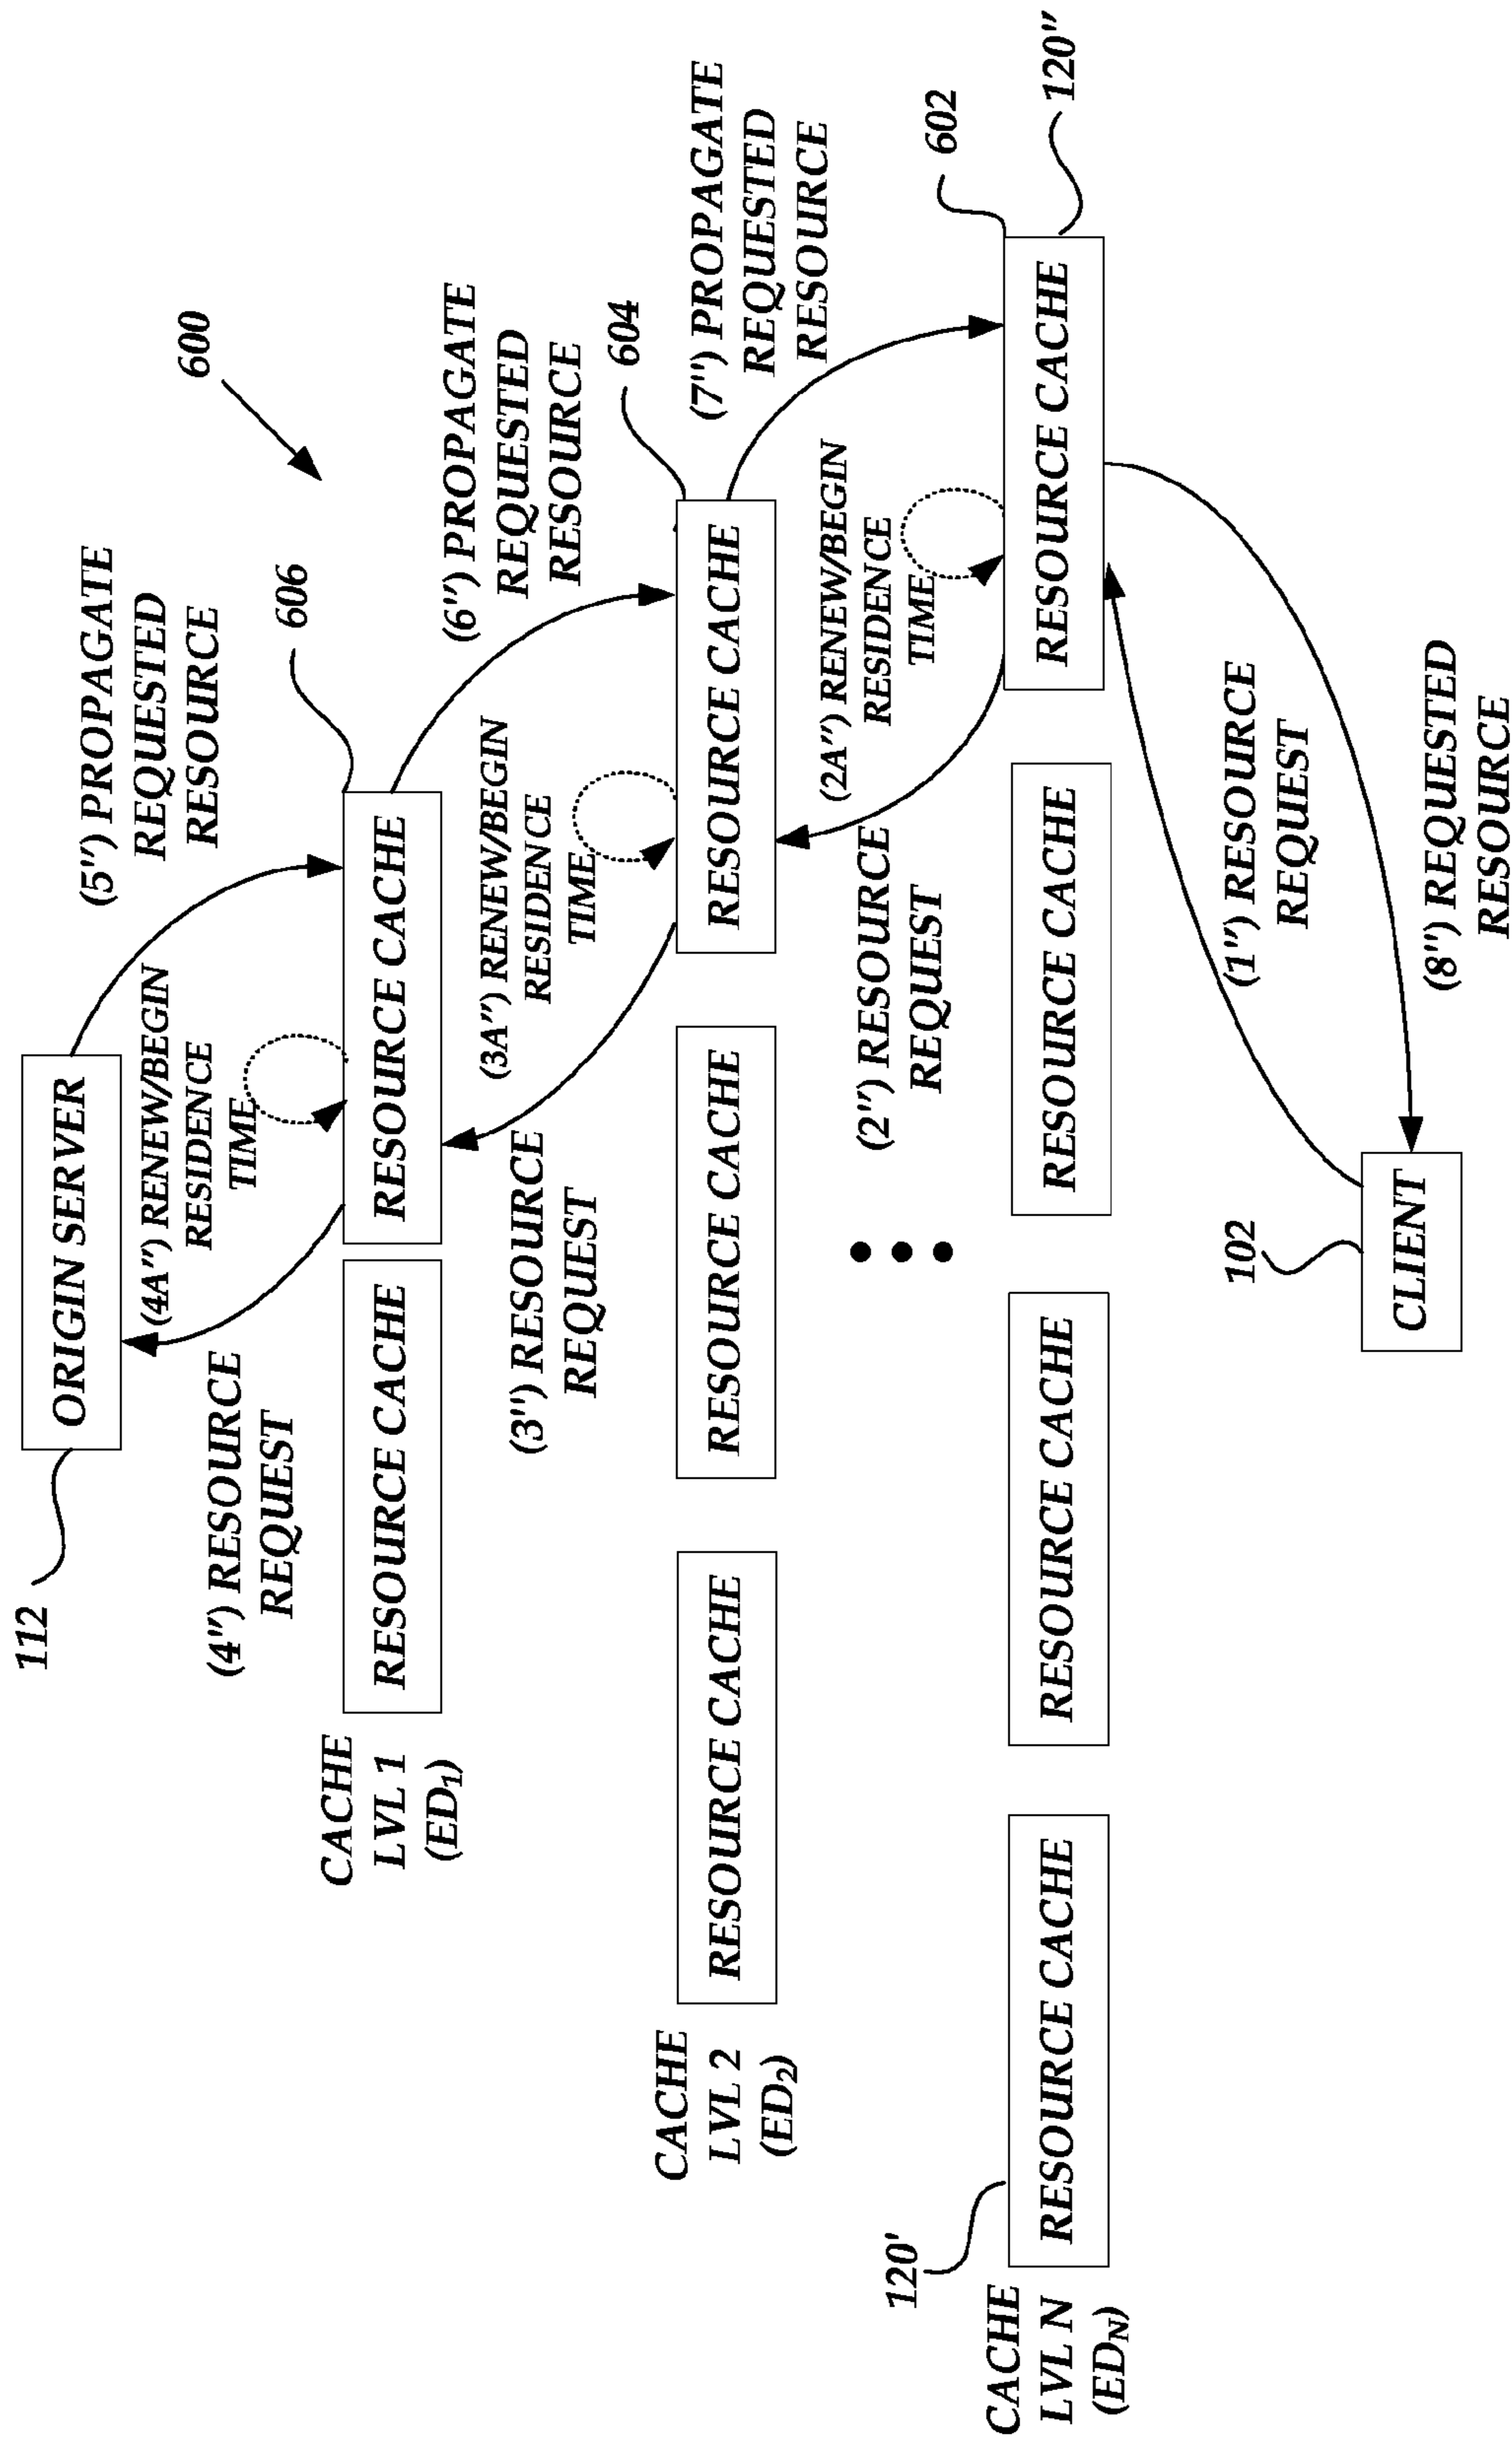 112
ORIGIN SERVER
(5") PROPAGATE
REQUESTED
RESOURCE
600
(4") RESOURCE
REQUEST
(4A") RENEW/BEGIN
RESIDENCE
TIME
606
CACHE
LVL 1
(ED₁)
RESOURCE CACHE
RESOURCE CACHE
(6") PROPAGATE
REQUESTED
RESOURCE
(3") RESOURCE
REQUEST
(3A") RENEW/BEGIN
RESIDENCE
TIME
604
CACHE
LVL 2
(ED₂)
RESOURCE CACHE
RESOURCE CACHE
RESOURCE CACHE
(7") PROPAGATE
REQUESTED
RESOURCE
(2") RESOURCE
REQUEST
(2A") RENEW/BEGIN
RESIDENCE
TIME
602
120'
120"
CACHE
LVL N
(EDN)
RESOURCE CACHE
RESOURCE CACHE
RESOURCE CACHE
RESOURCE CACHE
102
(1") RESOURCE
REQUEST
CLIENT
(8") REQUESTED
RESOURCE